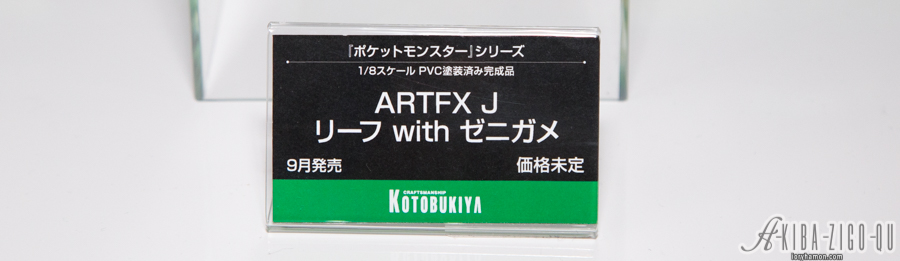 『ポケットモンスター』シリーズ
1/8スケール PVC塗装済み完成品
ARTFX J
リーフ with ゼニガメ
9月発売 価格未定
CRAFTSMANSHIP
KOTOBUKIYA
AKIBA-ZIGO-QU
losyhamon.com